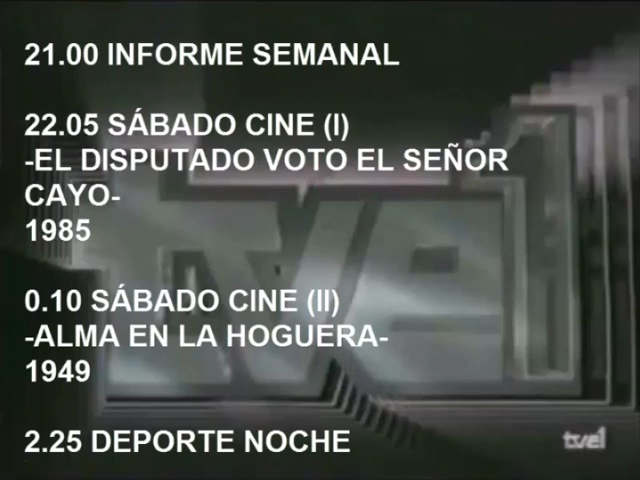 21.00 INFORME SEMANAL
22.05 SÁBADO CINE (I)
-EL DISPUTADO VOTO EL SEÑOR
CAYO-
1985
0.10 SÁBADO CINE (II)
-ALMA EN LA HOGUERA-
1949
2.25 DEPORTE NOCHE
tve1
tve1